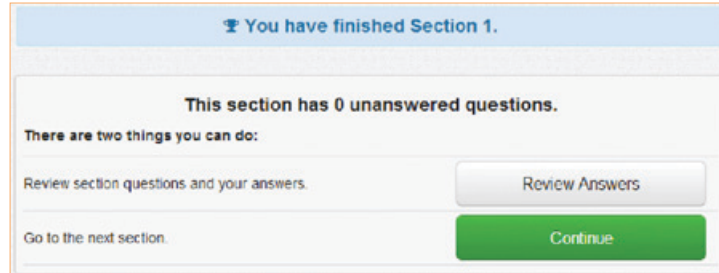 You have finished Section 1.
This section has 0 unanswered questions.
There are two things you can do:
Review section questions and your answers. Review Answers
Go to the next section. Continue